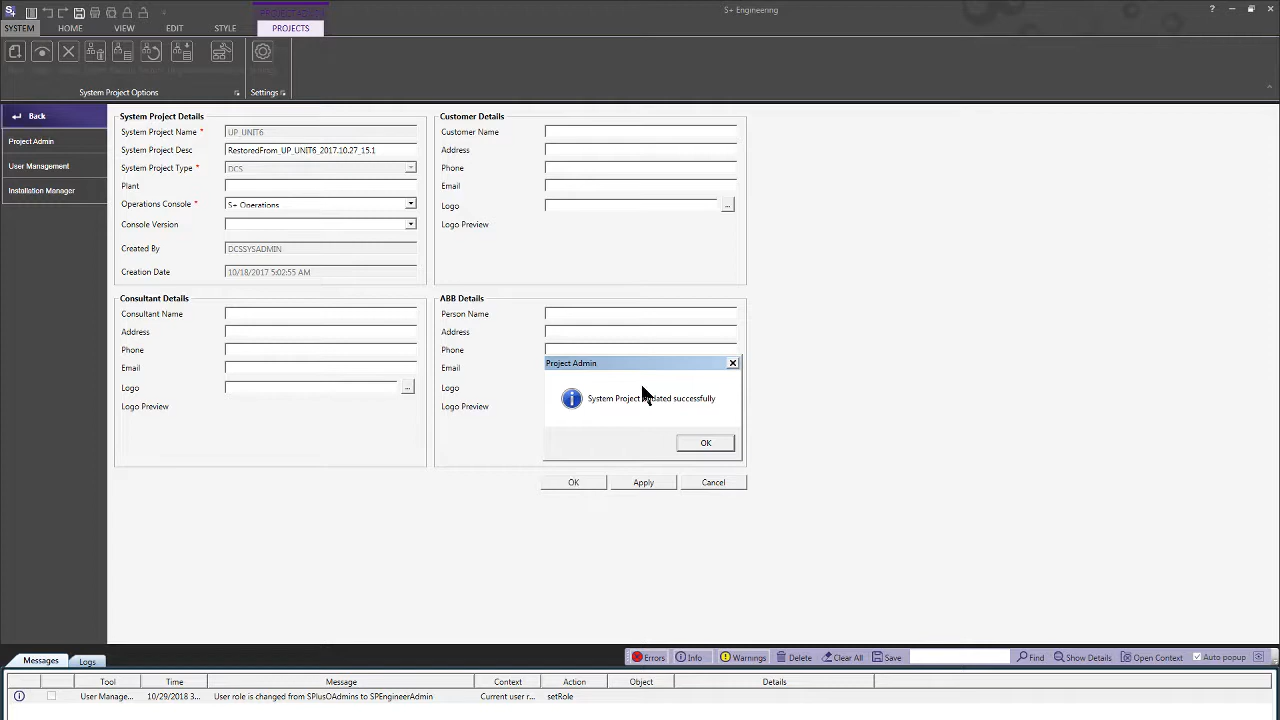 S+ Engineering
PROJECT ADMIN
SYSTEM HOME VIEW EDIT STYLE PROJECTS
System Project Options
Settings
Back
Project Admin
User Management
Installation Manager
System Project Details
System Project Name * UP_UNIT6
System Project Desc RestoredFrom_UP_UNIT6_2017.10.27_15.1
System Project Type * DCS
Plant
Operations Console * S+ Operations
Console Version
Created By DCSSYSADMIN
Creation Date 10/18/2017 5:02:55 AM
Customer Details
Customer Name
Address
Phone
Email
Logo ...
Logo Preview
Consultant Details
Consultant Name
Address
Phone
Email
Logo ...
Logo Preview
ABB Details
Person Name
Address
Phone
Email
Logo
Logo Preview
Project Admin
System Project updated successfully
OK
OK Apply Cancel
Messages Logs
Errors Info Warnings Delete Clear All Save Find Show Details Open Context Auto popup
Tool Time Message Context Action Object Details
User Manage... 10/29/2018 3... User role is changed from SPlusOAdmins to SPEngineerAdmin Current user r... setRole